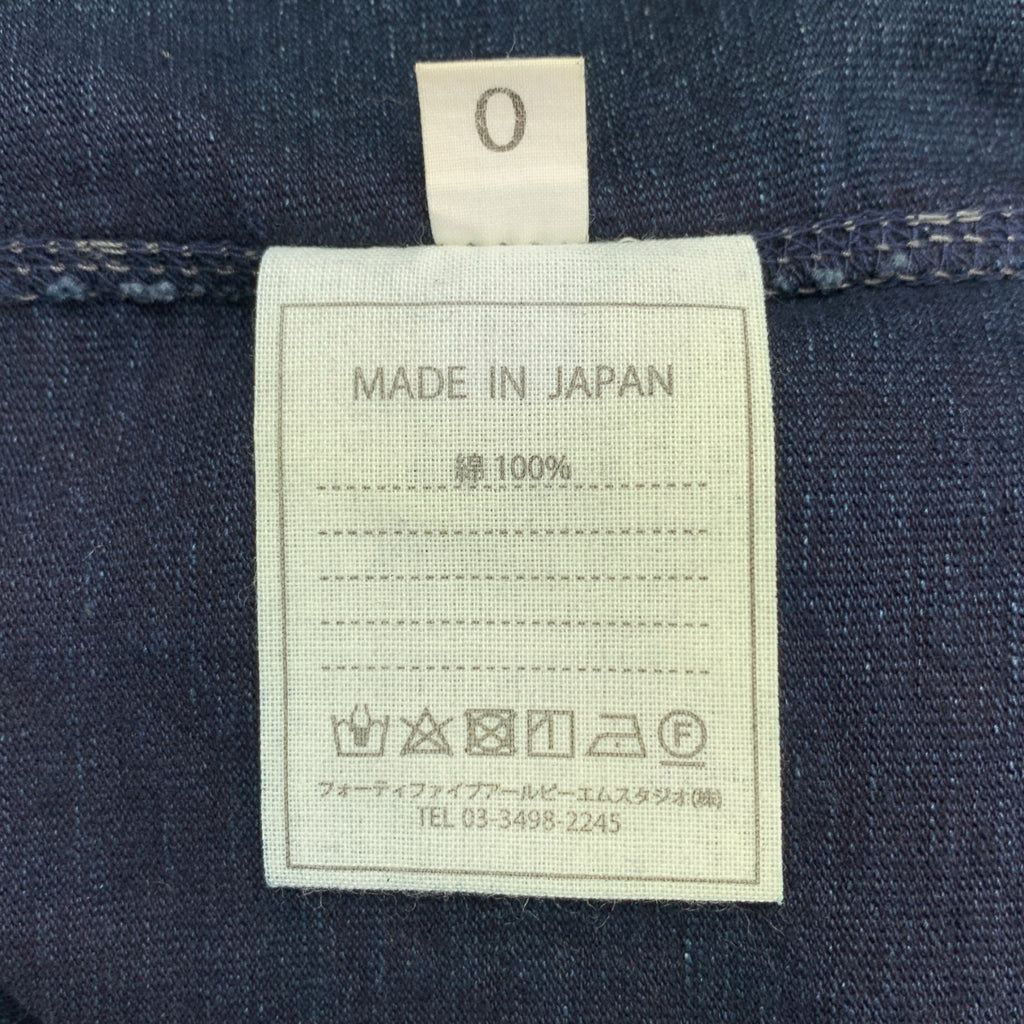 0
MADE IN JAPAN
綿 100%
F
フォーティファイブアールピーエムスタジオ(株)
TEL 03-3498-2245